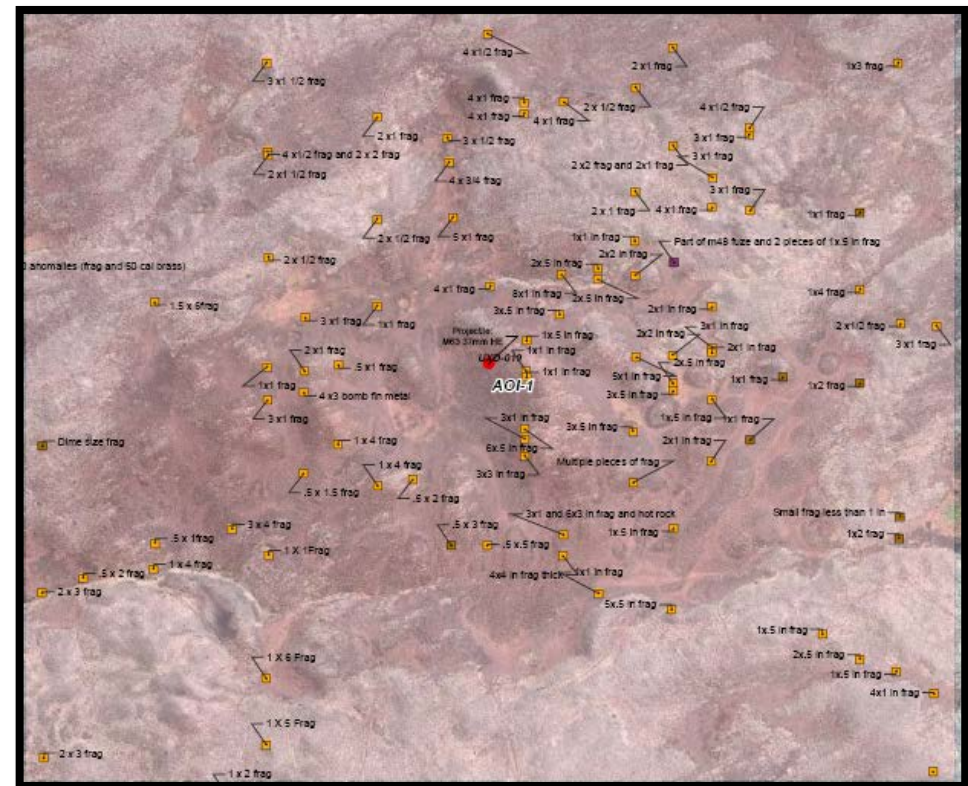 4 x1/2 frag
2 x1 frag
1x3 frag
3 x1 1/2 frag
4 x1 frag
2 x 1/2 frag
4 x1/2 frag
4 x1 frag
4 x1 frag
2 x1 frag
3 x 1/2 frag
3 x1 frag
4 x1/2 frag and 2 x 2 frag
3 x1 frag
2 x2 frag and 2x1 frag
2 x1 1/2 frag
4 x 3/4 frag
3 x1 frag
2 x 1 frag
4 x1 frag
1x1 frag
2 x 1/2 frag
5 x1 frag
1x1 in frag
Part of m48 fuze and 2 pieces of 1x.5 in frag
2x2 in frag
2 x 1/2 frag
anomalies (frag and 50 cal brass)
2x.5 in frag
4 x1 frag
8x1 in frag
2x.5 in frag
1x4 frag
1.5 x 6frag
3x.5 in frag
2x1 in frag
3 x1 frag
1x1 frag
3x1 in frag
2 x1/2 frag
Projectile:
M63 37mm HE
1x.5 in frag
2x2 in frag
3 x1 frag
2x1 in frag
2 x1 frag
UXO-019
1x1 in frag
2x.5 in frag
.5 x1 frag
1x1 in frag
5x1 in frag
1x1 frag
1x1 frag
AOI-1
1x2 frag
4 x3 bomb fin metal
3x.5 in frag
3x1 frag
3x1 in frag
1x.5 in frag
1x1 frag
3x.5 in frag
Dime size frag
1 x 4 frag
6x.5 in frag
2x1 in frag
1 x 4 frag
3x3 in frag
Multiple pieces of frag
.5 x 1.5 frag
.5 x 2 frag
3x1 and 6x3 in frag and hot rock
Small frag less than 1 in
3 x 4 frag
.5 x 3 frag
1x.5 in frag
1x2 frag
.5 x 1frag
1 X 1Frag
.5 x.5 frag
1 x 4 frag
.5 x 2 frag
4x4 in frag thick
1x1 in frag
2 x 3 frag
5x.5 in frag
1x.5 in frag
1 X 6 Frag
2x.5 in frag
1x.5 in frag
4x1 in frag
1 X 5 Frag
2 x 3 frag
1 x 2 frag